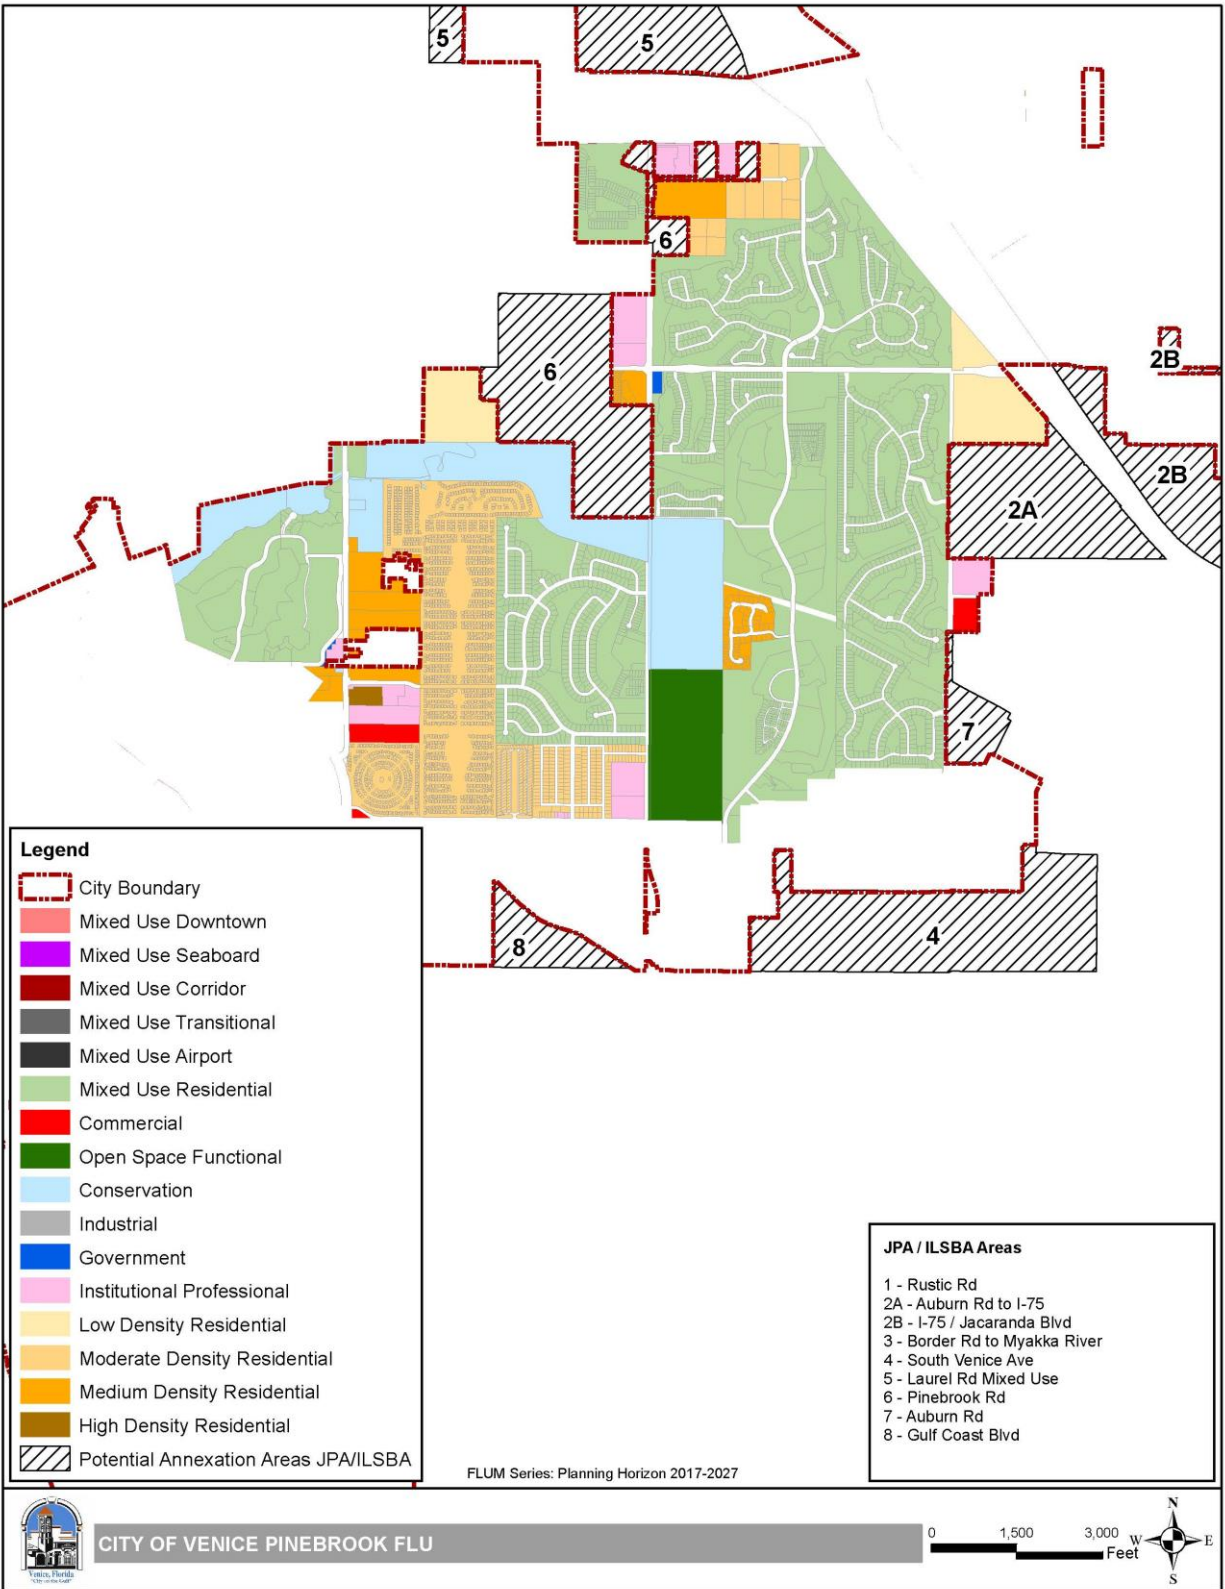 5
5
6
6
2B
2B
2A
7
8
4
Legend
City Boundary
Mixed Use Downtown
Mixed Use Seaboard
Mixed Use Corridor
Mixed Use Transitional
Mixed Use Airport
Mixed Use Residential
Commercial
Open Space Functional
Conservation
Industrial
Government
Institutional Professional
Low Density Residential
Moderate Density Residential
Medium Density Residential
High Density Residential
Potential Annexation Areas JPA/ILSBA
JPA / ILSBA Areas
1 - Rustic Rd
2A - Auburn Rd to I-75
2B - I-75 / Jacaranda Blvd
3 - Border Rd to Myakka River
4 - South Venice Ave
5 - Laurel Rd Mixed Use
6 - Pinebrook Rd
7 - Auburn Rd
8 - Gulf Coast Blvd
FLUM Series: Planning Horizon 2017-2027
Venice, Florida
"City on the Gulf"
CITY OF VENICE PINEBROOK FLU
0 1,500 3,000
Feet
N
W E
S